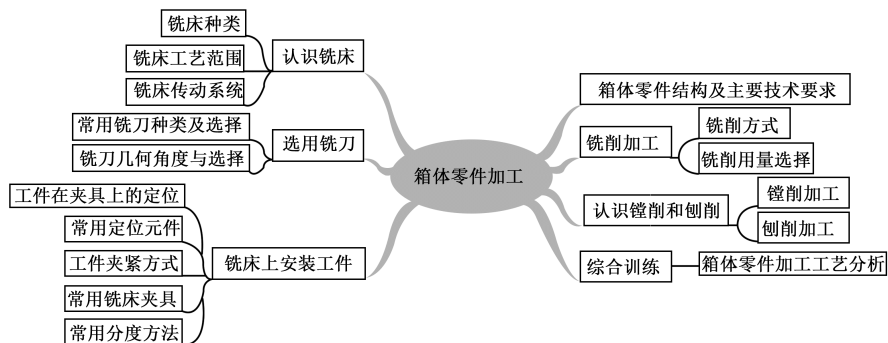 铣床种类
铣床工艺范围
铣床传动系统
认识铣床
常用铣刀种类及选择
铣刀几何角度与选择
选用铣刀
工件在夹具上的定位
常用定位元件
工件夹紧方式
常用铣床夹具
常用分度方法
铣床上安装工件
箱体零件加工
箱体零件结构及主要技术要求
铣削加工
铣削方式
铣削用量选择
认识镗削和刨削
镗削加工
刨削加工
综合训练
箱体零件加工工艺分析